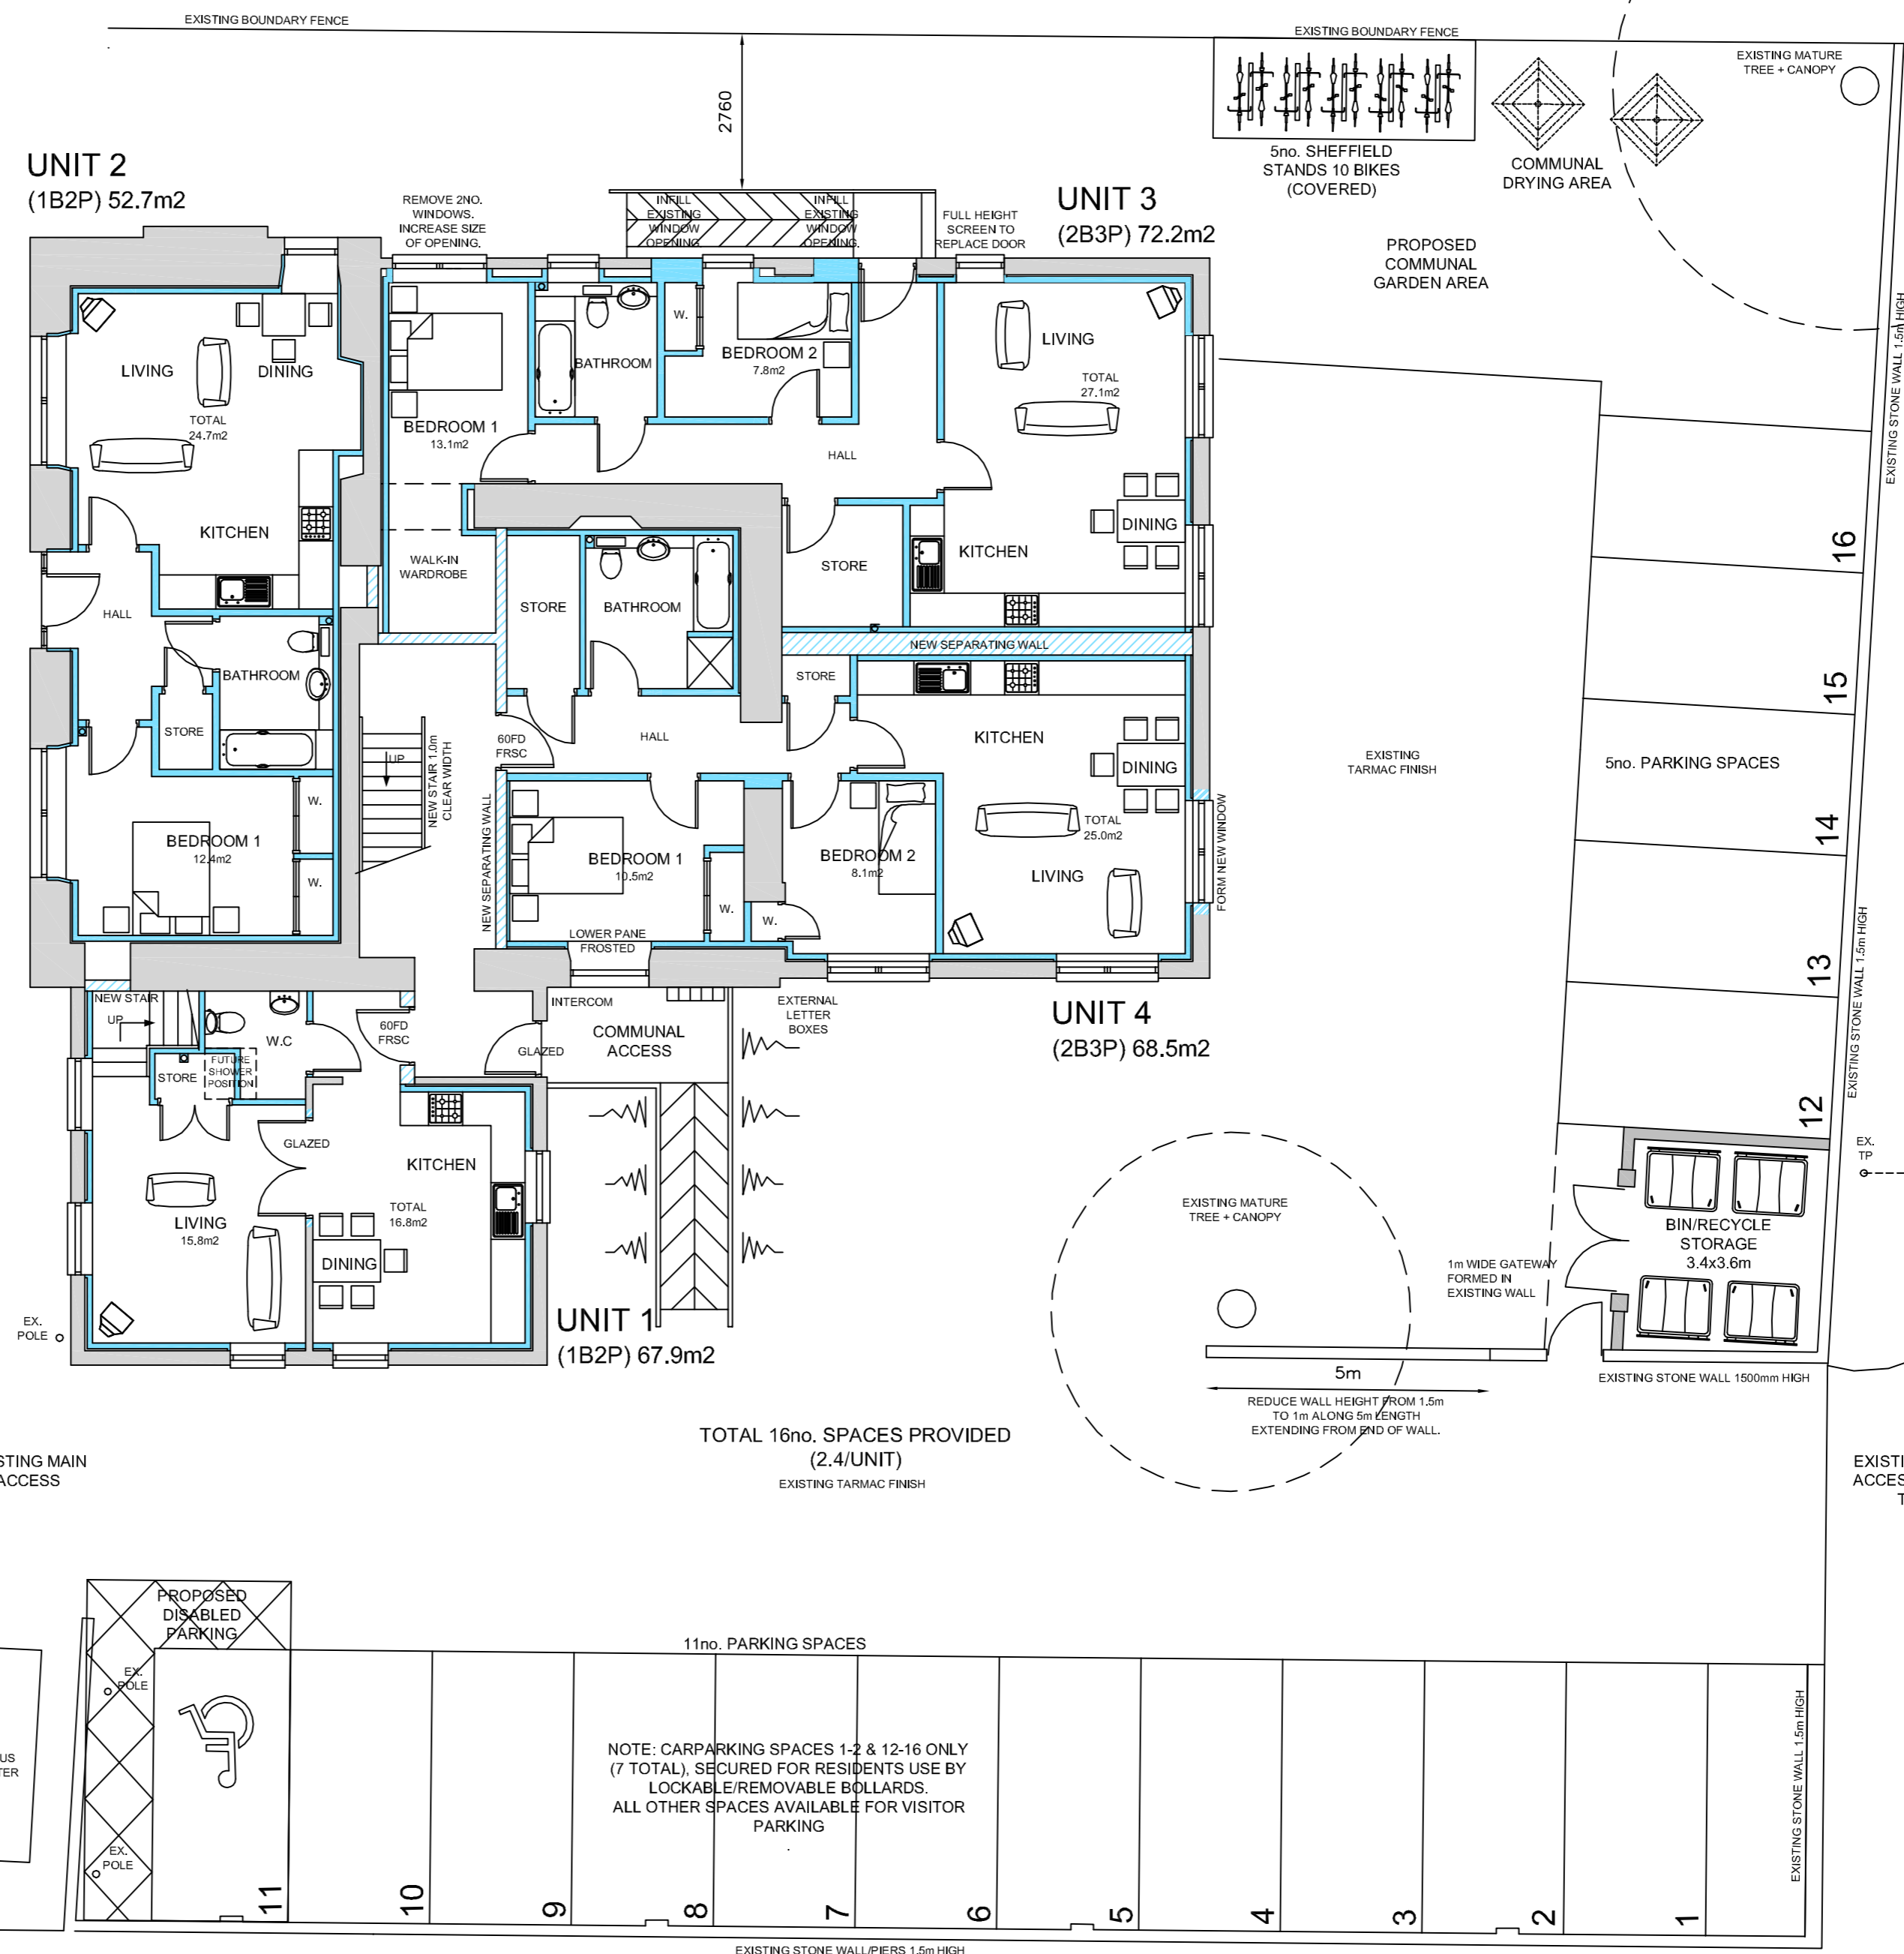 EXISTING BOUNDARY FENCE
EXISTING BOUNDARY FENCE
EXISTING MATURE
TREE + CANOPY
2760
5no. SHEFFIELD
STANDS 10 BIKES
(COVERED)
COMMUNAL
DRYING AREA
UNIT 2
(1B2P) 52.7m2
REMOVE 2NO.
WINDOWS.
INCREASE SIZE
OF OPENING.
INFILL
EXISTING
WINDOW
OPENING
INFILL
EXISTING
WINDOW
OPENING.
FULL HEIGHT
SCREEN TO
REPLACE DOOR
UNIT 3
(2B3P) 72.2m2
PROPOSED
COMMUNAL
GARDEN AREA
EXISTING STONE WALL 1.5m HIGH
LIVING
DINING
TOTAL
24.7m2
KITCHEN
HALL
BATHROOM
STORE
BEDROOM 1
12.4m2
W.
W.
BEDROOM 1
13.1m2
BATHROOM
W.
BEDROOM 2
7.8m2
HALL
LIVING
TOTAL
27.1m2
DINING
KITCHEN
STORE
WALK-IN
WARDROBE
STORE
BATHROOM
NEW SEPARATING WALL
STORE
KITCHEN
HALL
60FD
FRSC
UP
NEW STAIR 1.0m
CLEAR WIDTH
NEW SEPARATING WALL
DINING
TOTAL
25.0m2
LIVING
BEDROOM 1
10.5m2
W.
W.
BEDROOM 2
8.1m2
LOWER PANE
FROSTED
FORM NEW WINDOW
EXISTING
TARMAC FINISH
5no. PARKING SPACES
16
15
14
13
12
EXISTING STONE WALL 1.5m HIGH
EX.
TP
NEW STAIR
UP
W.C
STORE
FUTURE
SHOWER
POSITION
60FD
FRSC
INTERCOM
GLAZED
COMMUNAL
ACCESS
EXTERNAL
LETTER
BOXES
UNIT 4
(2B3P) 68.5m2
GLAZED
KITCHEN
TOTAL
16.8m2
LIVING
15.8m2
DINING
EX.
POLE
UNIT 1
(1B2P) 67.9m2
EXISTING MATURE
TREE + CANOPY
1m WIDE GATEWAY
FORMED IN
EXISTING WALL
BIN/RECYCLE
STORAGE
3.4x3.6m
5m
REDUCE WALL HEIGHT FROM 1.5m
TO 1m ALONG 5m LENGTH
EXTENDING FROM END OF WALL.
EXISTING STONE WALL 1500mm HIGH
TOTAL 16no. SPACES PROVIDED
(2.4/UNIT)
EXISTING TARMAC FINISH
STING MAIN
ACCESS
EXISTI
ACCES
T
PROPOSED
DISABLED
PARKING
EX.
POLE
EX.
POLE
US
TER
11no. PARKING SPACES
NOTE: CARPARKING SPACES 1-2 & 12-16 ONLY
(7 TOTAL), SECURED FOR RESIDENTS USE BY
LOCKABLE/REMOVABLE BOLLARDS.
ALL OTHER SPACES AVAILABLE FOR VISITOR
PARKING
.
11
10
9
8
7
6
5
4
3
2
1
EXISTING STONE WALL 1.5m HIGH
EXISTING STONE WALL/PIERS 1.5m HIGH